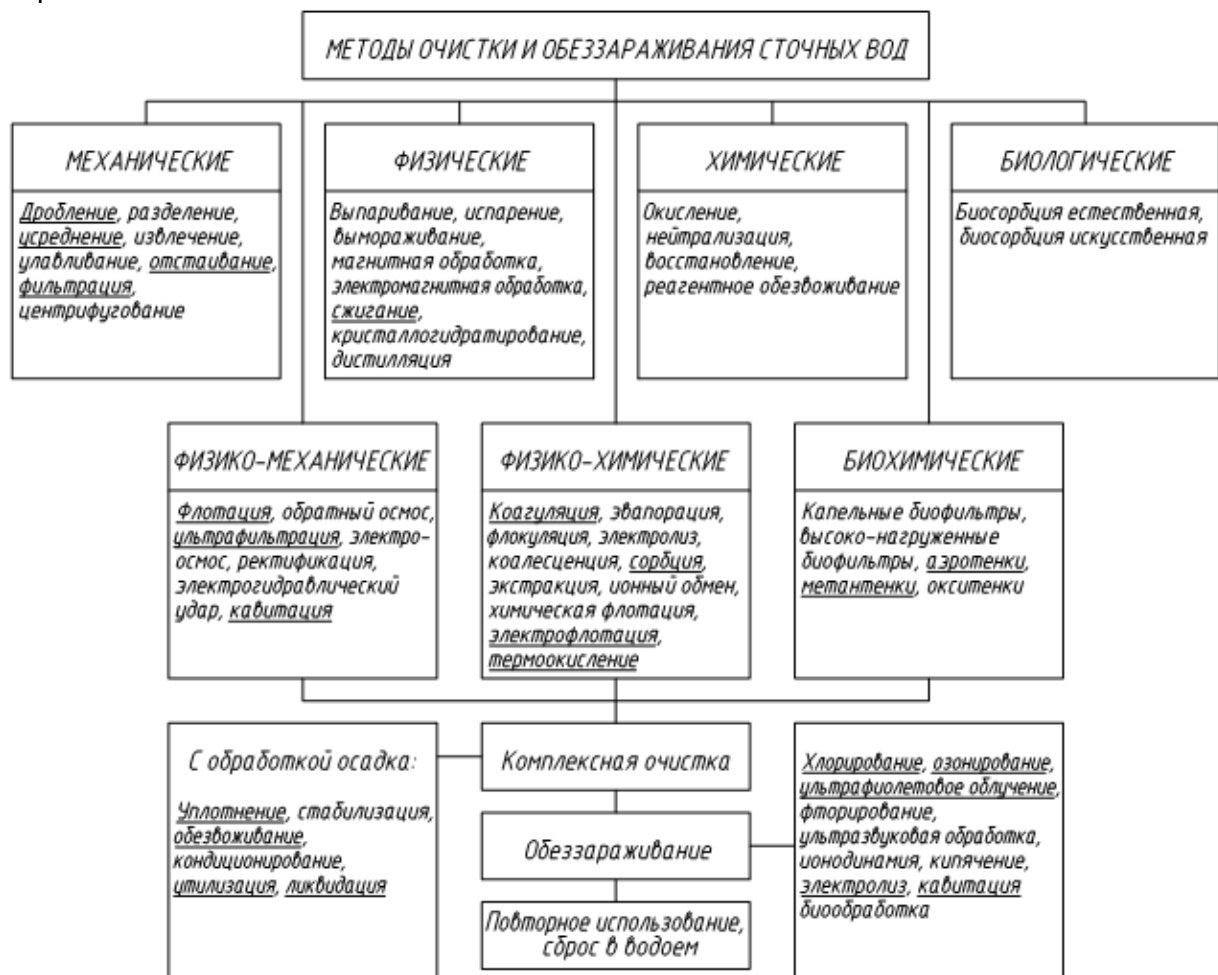 МЕТОДЫ ОЧИСТКИ И ОБЕЗЗАРАЖИВАНИЯ СТОЧНЫХ ВОД
МЕХАНИЧЕСКИЕ
Дробление, разделение,
усреднение, извлечение,
улавливание, отстаивание,
фильтрация,
центрифугование
ФИЗИЧЕСКИЕ
Выпаривание, испарение,
вымораживание,
магнитная обработка,
электромагнитная обработка,
сжигание,
кристаллогидратирование,
дистилляция
ХИМИЧЕСКИЕ
Окисление,
нейтрализация,
восстановление,
реагентное обезвоживание
БИОЛОГИЧЕСКИЕ
Биосорбция естественная,
биосорбция искусственная
ФИЗИКО-МЕХАНИЧЕСКИЕ
Флотация, обратный осмос,
ультрафильтрация, электро-
осмос, ректификация,
электрогидравлический
удар, кавитация
ФИЗИКО-ХИМИЧЕСКИЕ
Коагуляция, эвапорация,
флокуляция, электролиз,
коалесценция, сорбция,
экстракция, ионный обмен,
химическая флотация,
электрофлотация,
термоокисление
БИОХИМИЧЕСКИЕ
Капельные биофильтры,
высоко-нагруженные
биофильтры, аэротенки,
метантенки, окситенки
С обработкой осадка:
Уплотнение, стабилизация,
обезвоживание,
кондиционирование,
утилизация, ликвидация
Комплексная очистка
Обеззараживание
Повторное использование,
сброс в водоем
Хлорирование, озонирование,
ультрафиолетовое облучение,
фторирование,
ультразвуковая обработка,
ионодинамия, кипячение,
электролиз, кавитация
биообработка